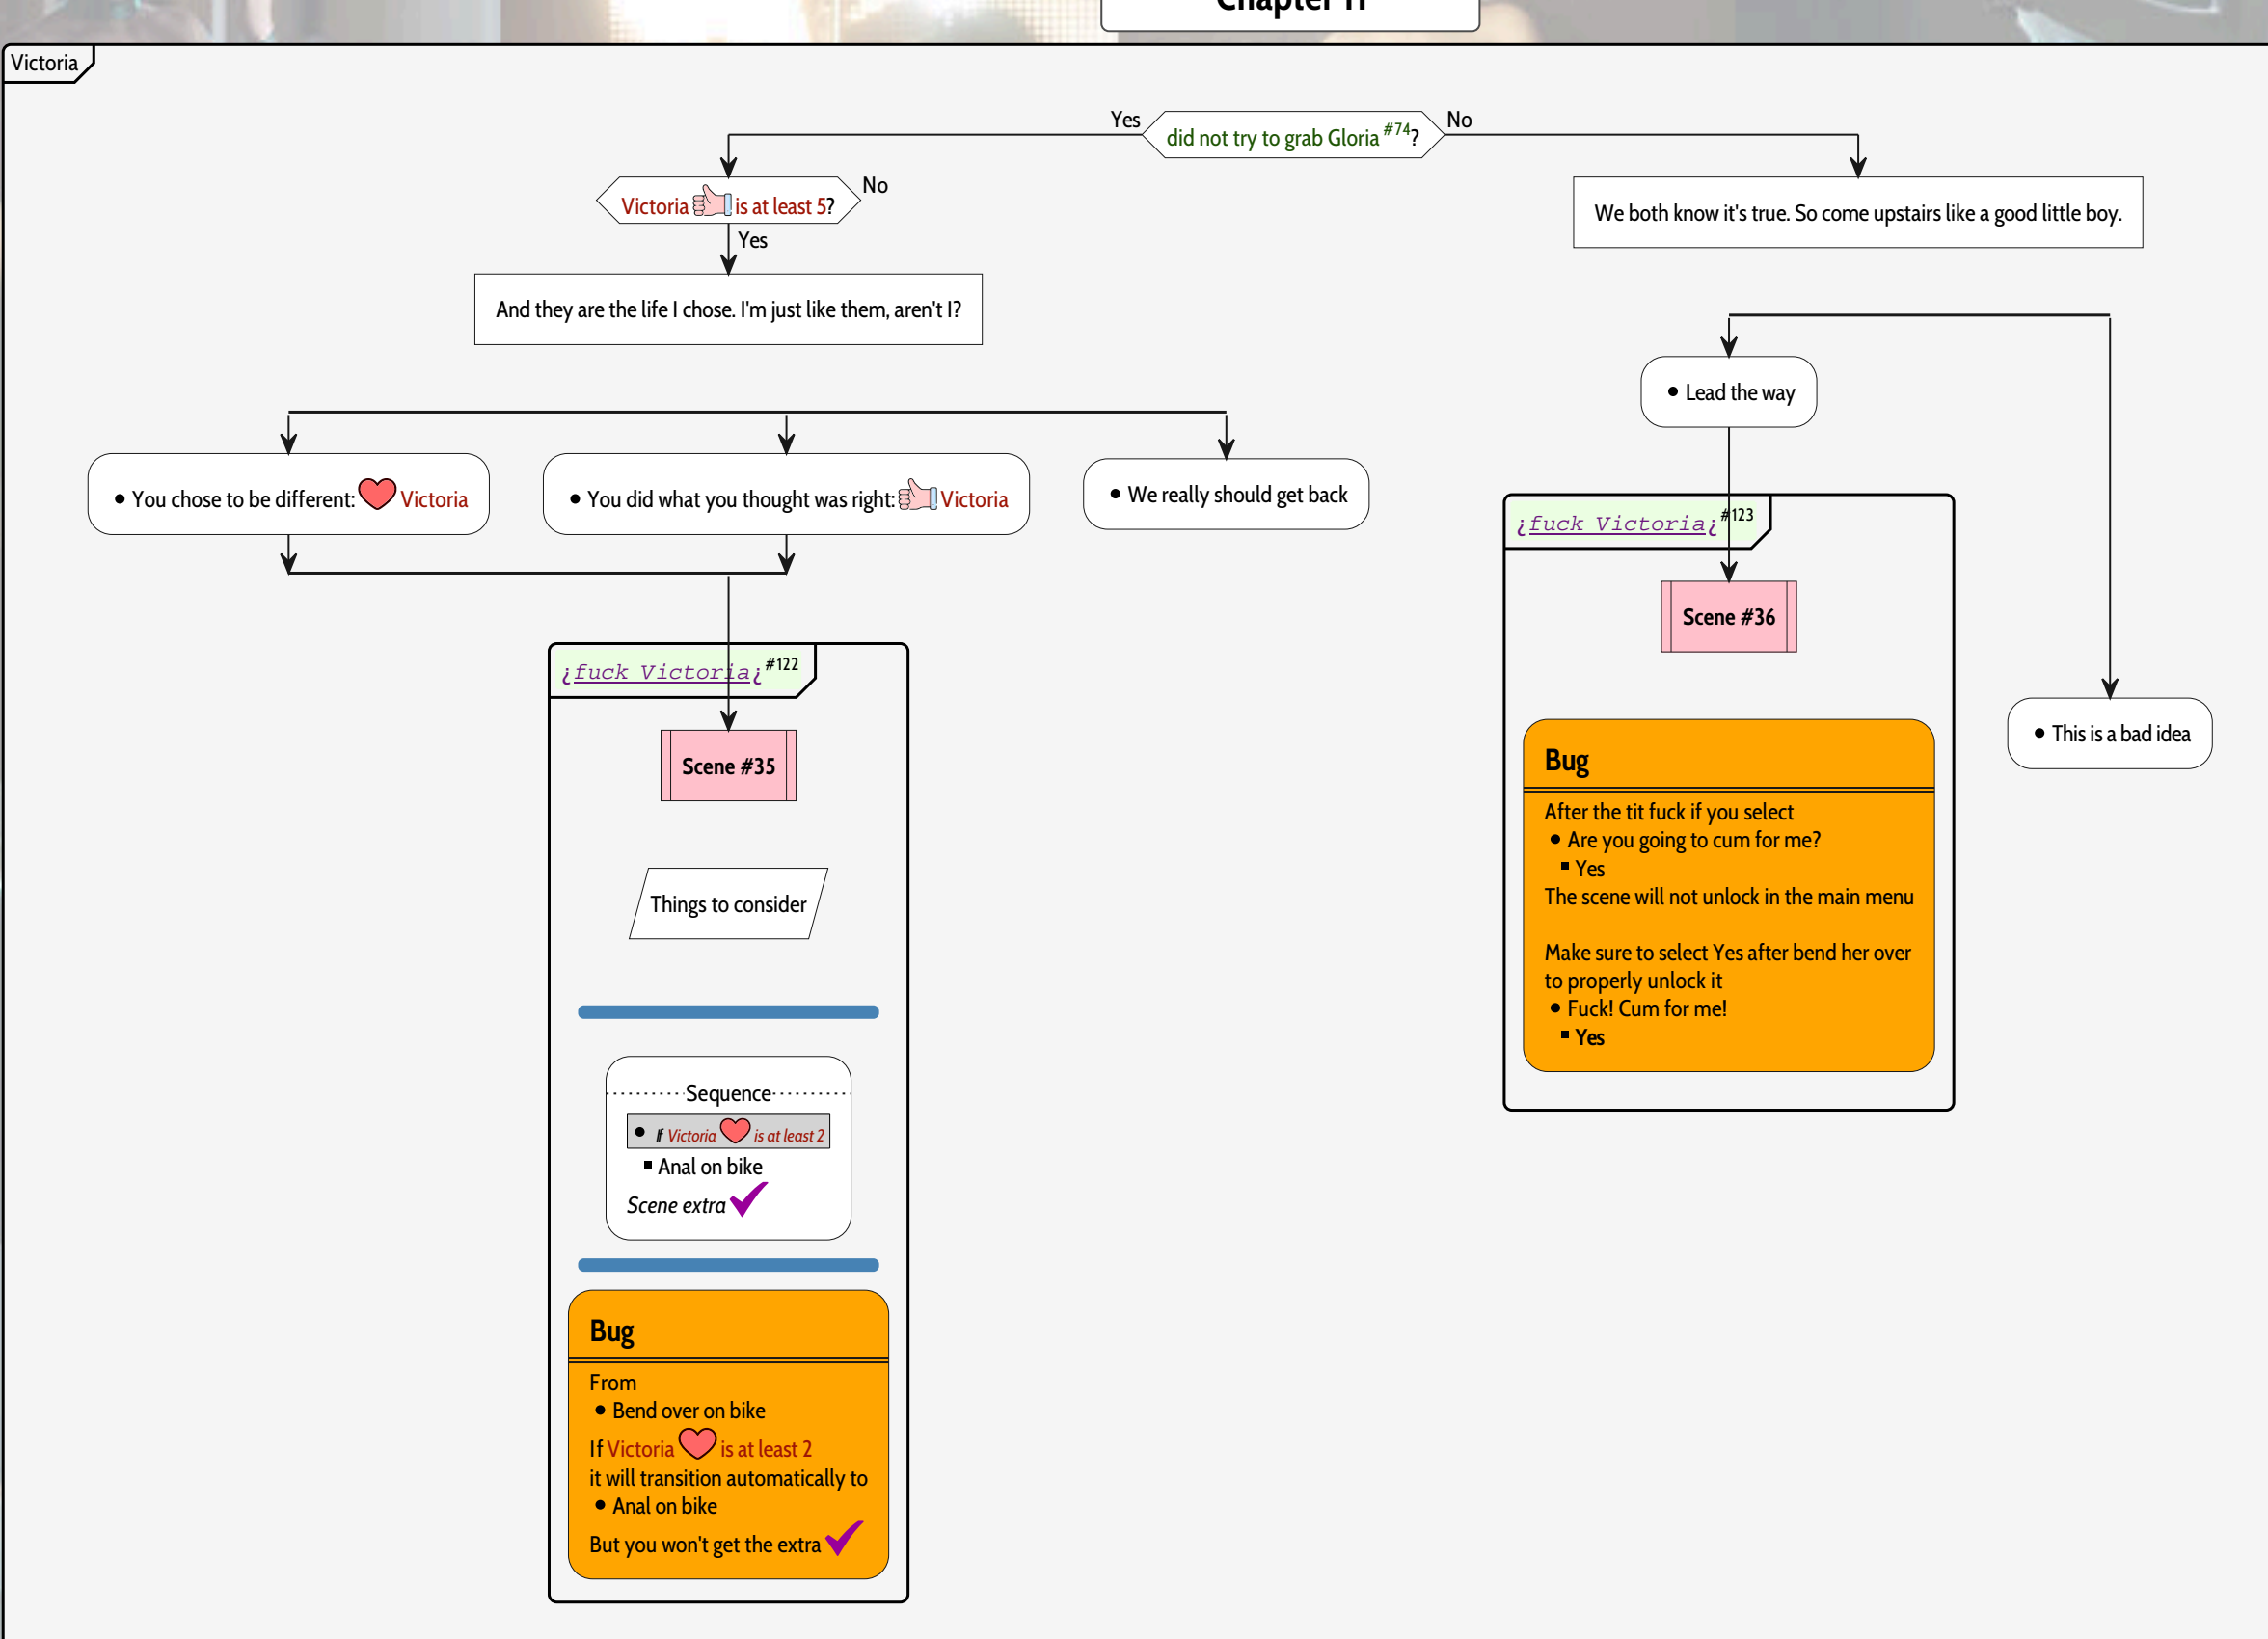 Chapter 11
Victoria
Yes
did not try to grab Gloria #74?
No
Victoria is at least 5?
No
Yes
We both know it's true. So come upstairs like a good little boy.
And they are the life I chose. I'm just like them, aren't I?
• You chose to be different: Victoria
• You did what you thought was right: Victoria
• We really should get back
• Lead the way
¿fuck Victoria¿ #123
Scene #36
• This is a bad idea
Bug
After the tit fuck if you select
• Are you going to cum for me?
▪ Yes
The scene will not unlock in the main menu
Make sure to select Yes after bend her over
to properly unlock it
• Fuck! Cum for me!
▪ Yes
¿fuck Victoria¿ #122
Scene #35
Things to consider
Sequence
• If Victoria is at least 2
▪ Anal on bike
Scene extra
Bug
From
• Bend over on bike
If Victoria is at least 2
it will transition automatically to
• Anal on bike
But you won't get the extra